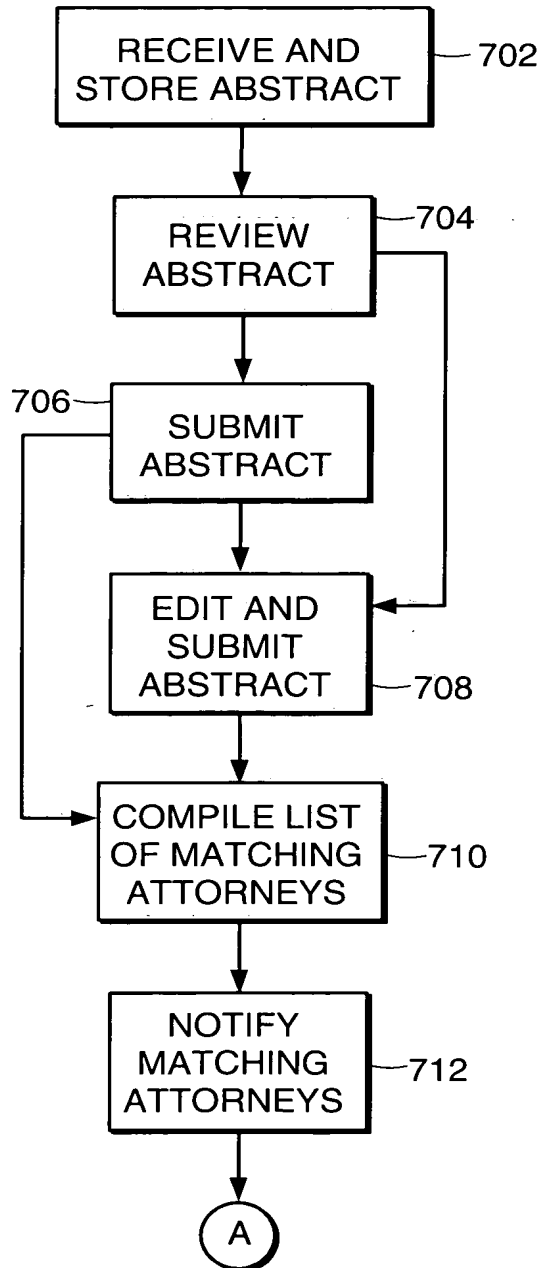 RECEIVE AND
STORE ABSTRACT
702
REVIEW
ABSTRACT
704
706
SUBMIT
ABSTRACT
EDIT AND
SUBMIT
ABSTRACT
708
COMPILE LIST
OF MATCHING
ATTORNEYS
710
NOTIFY
MATCHING
ATTORNEYS
712
A